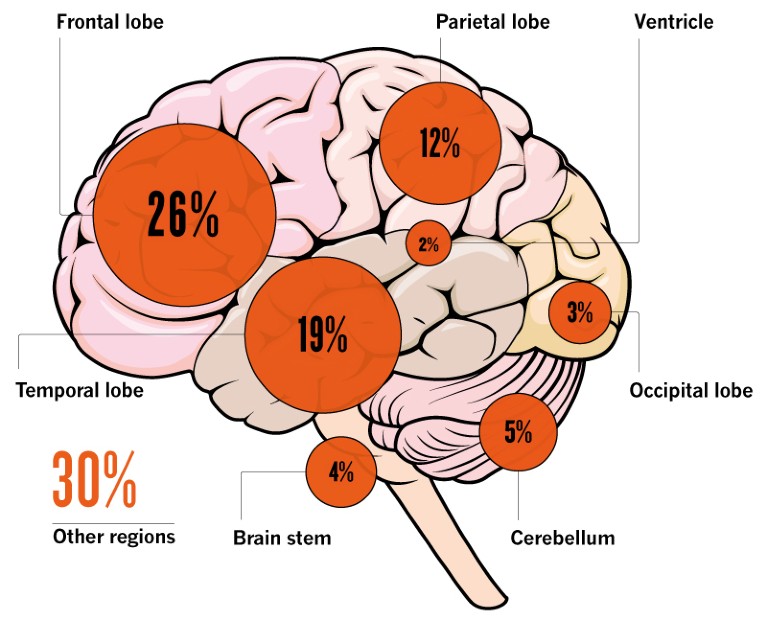 Frontal lobe
Parietal lobe
Ventricle
12%
26%
2%
3%
19%
Temporal lobe
Occipital lobe
5%
4%
30%
Other regions
Brain stem
Cerebellum